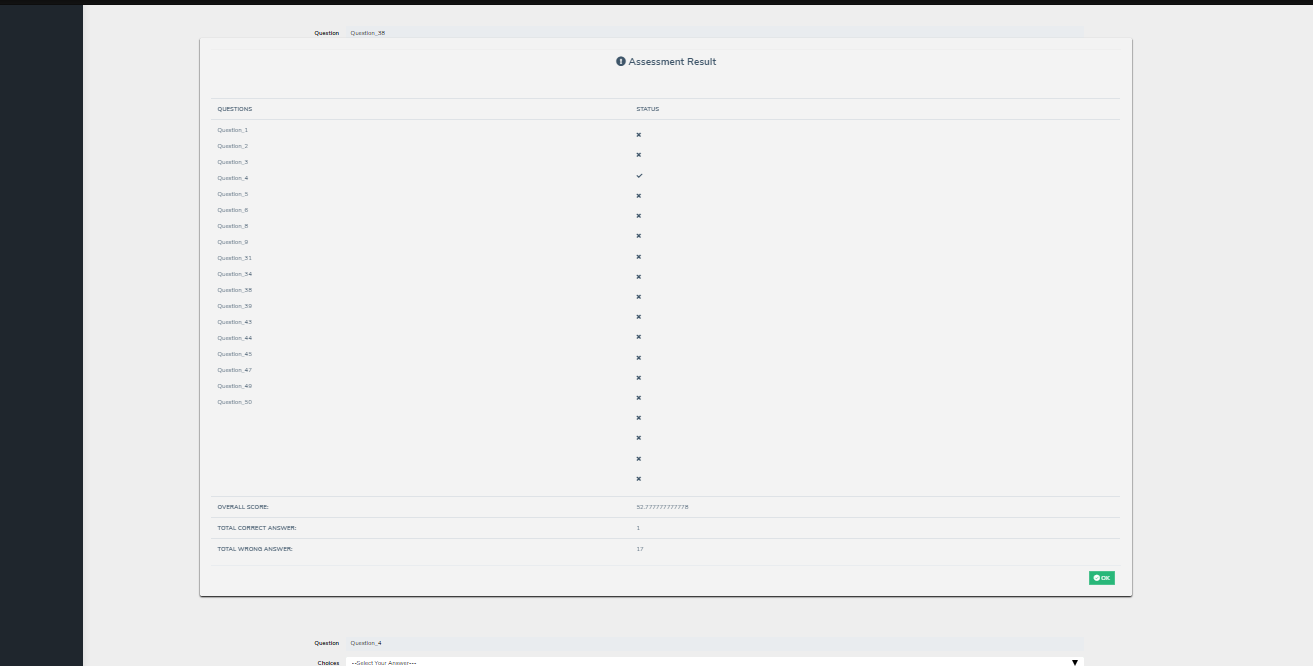 Question Question_38
Assessment Result
QUESTIONS STATUS
Question_1
Question_2
Question_3
Question_4
Question_5
Question_6
Question_8
Question_9
Question_31
Question_34
Question_38
Question_39
Question_43
Question_44
Question_45
Question_47
Question_49
Question_50
OVERALL SCORE: 52.777777777778
TOTAL CORRECT ANSWER: 1
TOTAL WRONG ANSWER: 17
OK
Question Question_4
Choices --Select Your Answer---